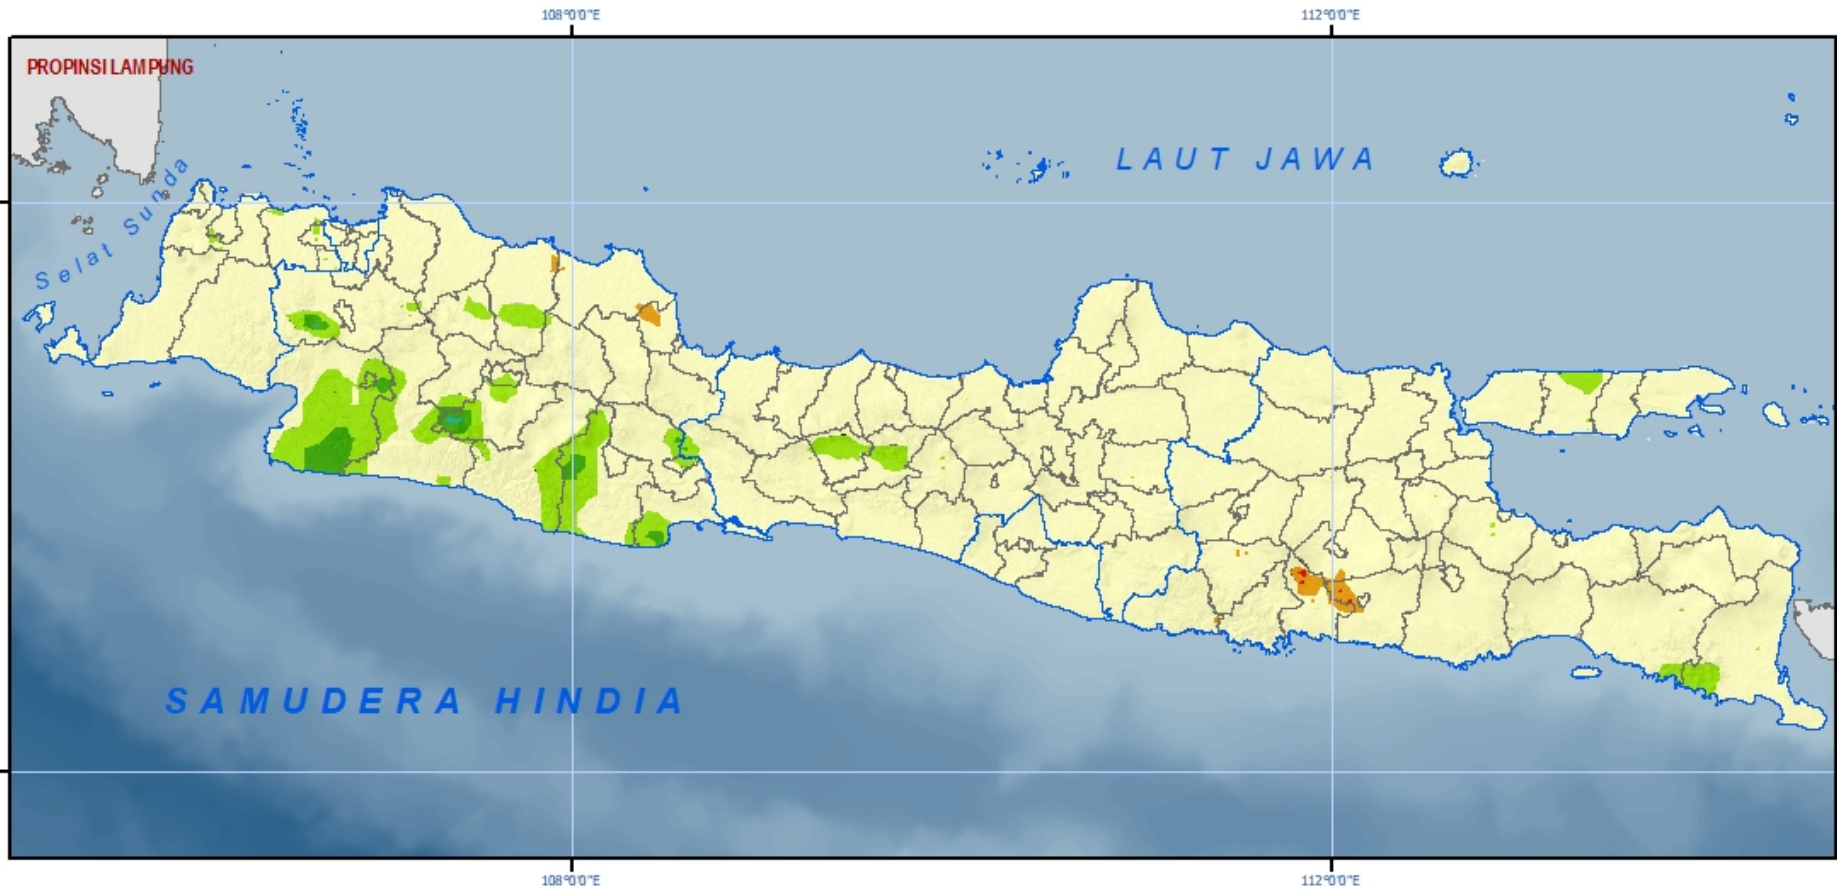 108°0'0"E
112°0'0"E
PROPINSI LAMPUNG
LAUT JAWA
Selat Sunda
SAMUDERA HINDIA
108°0'0"E
112°0'0"E